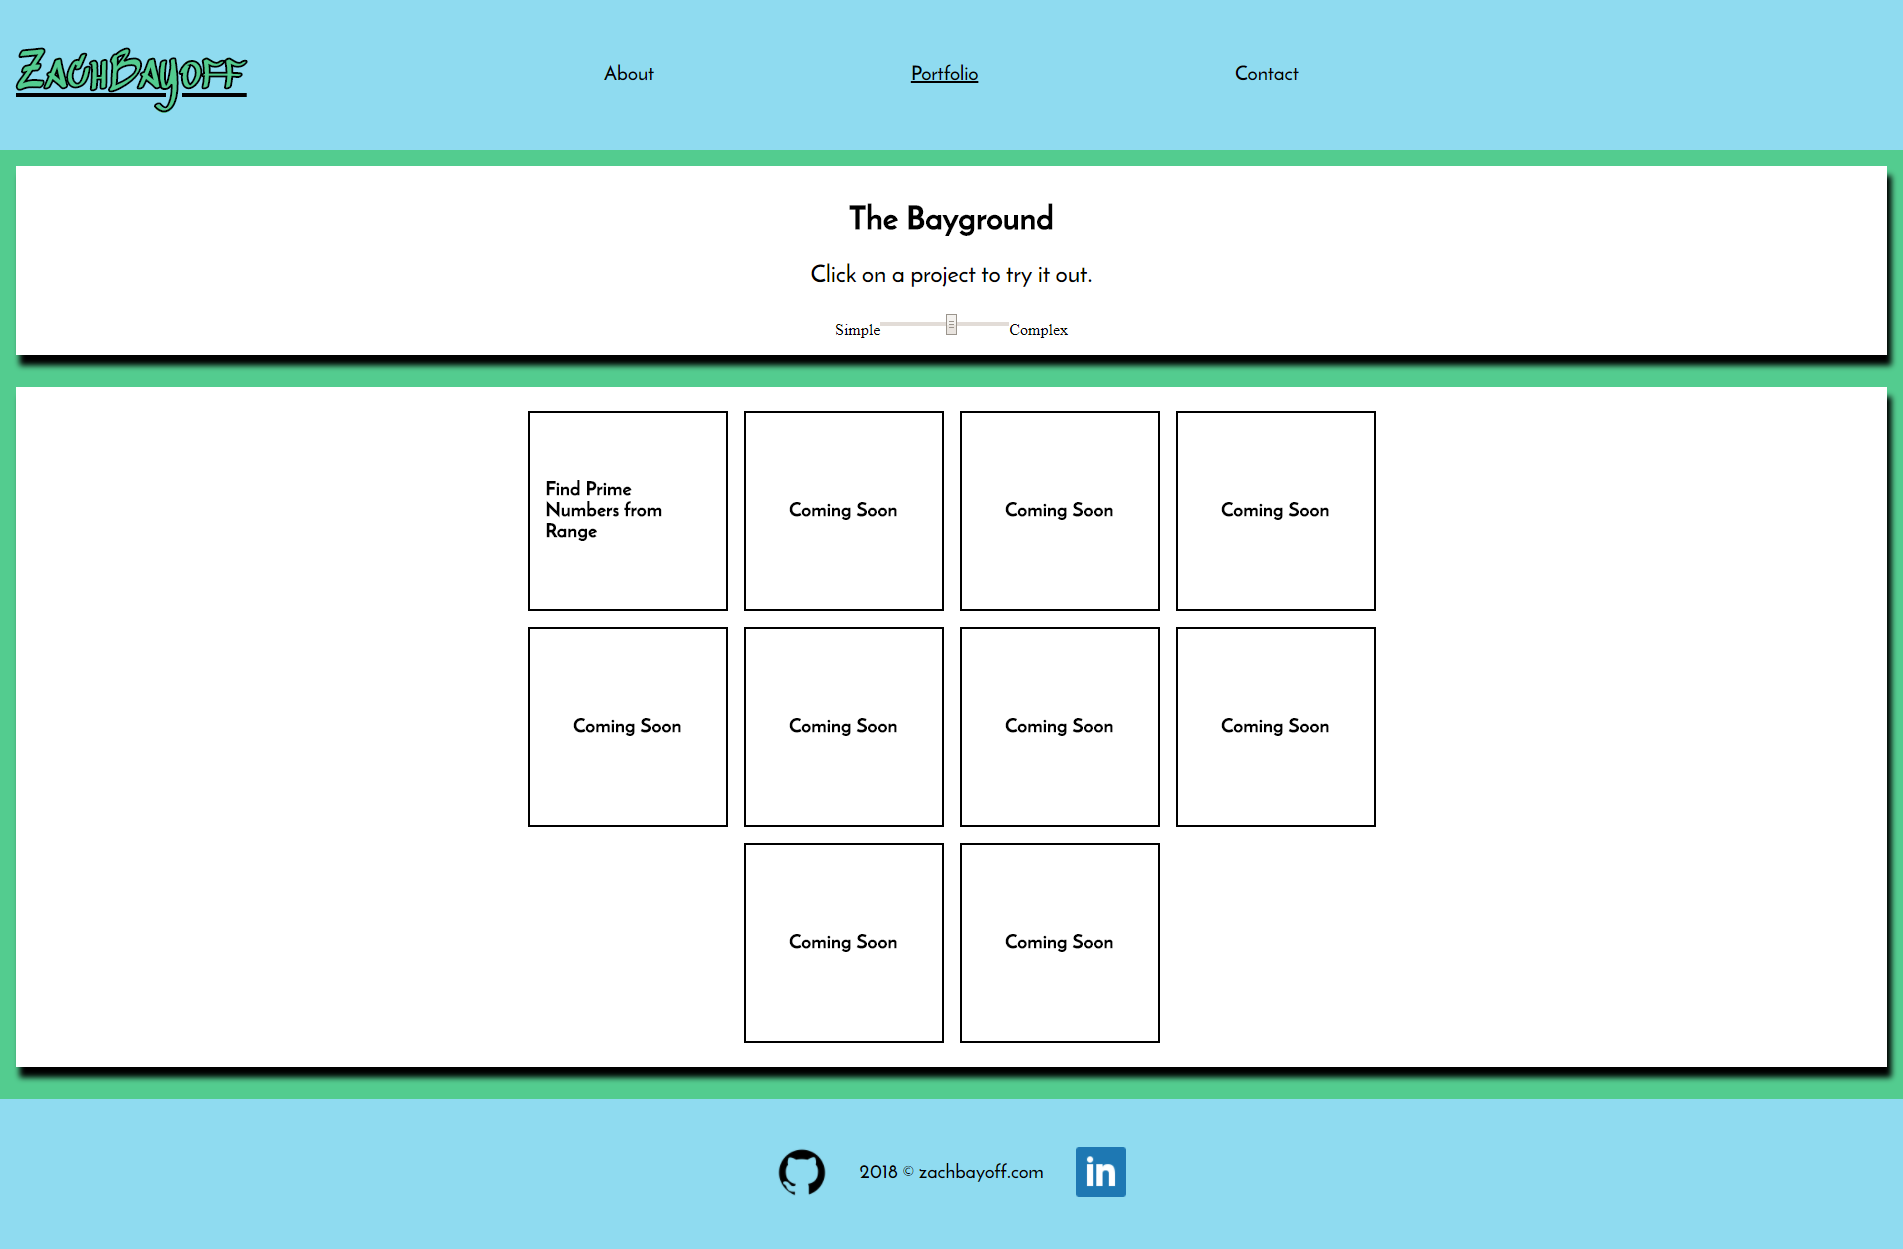 ZachBayoff
About
Portfolio
Contact
The Bayground
Click on a project to try it out.
Simple
Complex
Find Prime
Numbers from
Range
Coming Soon
Coming Soon
Coming Soon
Coming Soon
Coming Soon
Coming Soon
Coming Soon
Coming Soon
Coming Soon
2018 © zachbayoff.com
in